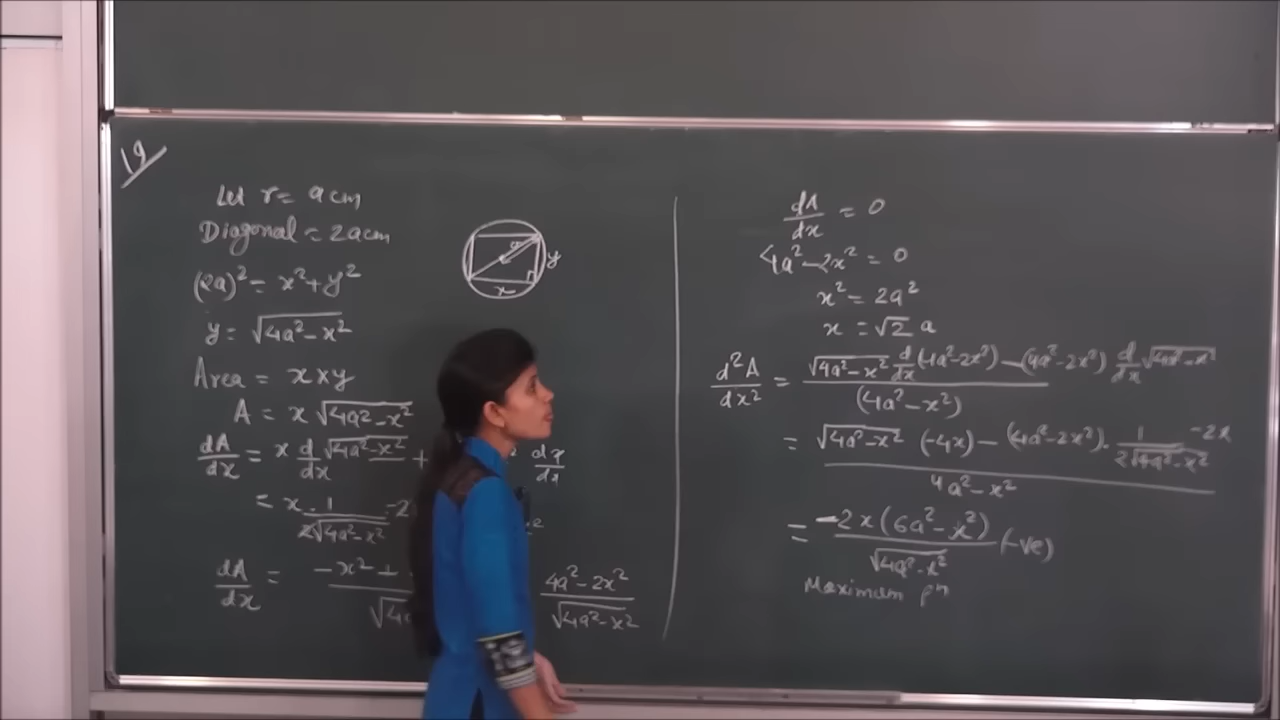 19
Let r = a cm
Diagonal = 2a cm
(2a)² = x² + y²
y = √(4a² - x²)
Area = x × y
A = x √(4a² - x²)
dA/dx = x d/dx √(4a² - x²) + dx/dx
= x . 1/(2√(4a² - x²)) -2
dA/dx = -x² + 4a² - 2x²/√(4a² - x²)
a
y
x
dA/dx = 0
4a² - 2x² = 0
x² = 2a²
x = √2 a
d²A/dx² = (√(4a² - x²) d/dx (4a² - 2x²) - (4a² - 2x²) d/dx √(4a² - x²))/(4a² - x²)
= (√(4a² - x²) (-4x) - (4a² - 2x²) . 1/(2√(4a² - x²)) -2x)/(4a² - x²)
= -2x(6a² - x²)/√(4a² - x²) (-ve)
Maximum fⁿ